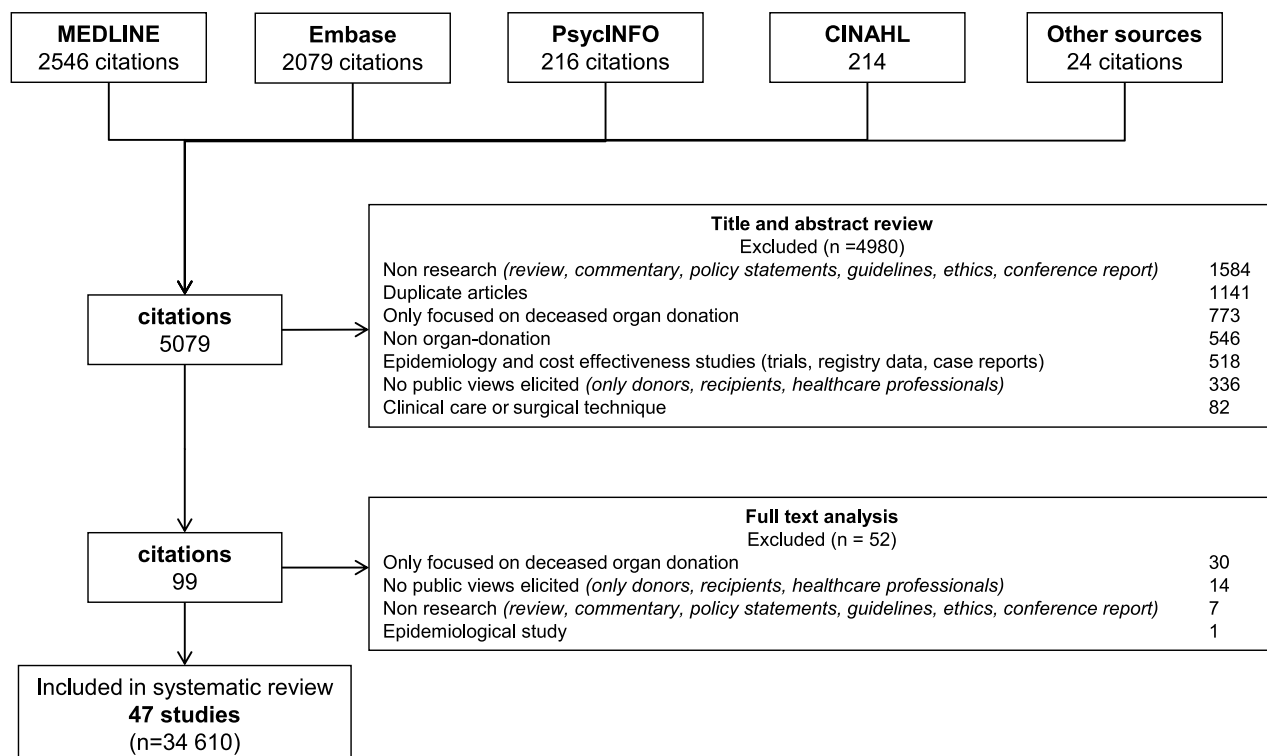 MEDLINE
2546 citations
Embase
2079 citations
PsycINFO
216 citations
CINAHL
214
Other sources
24 citations
Title and abstract review
Excluded (n =4980)
Non research (review, commentary, policy statements, guidelines, ethics, conference report) 1584
Duplicate articles 1141
Only focused on deceased organ donation 773
Non organ-donation 546
Epidemiology and cost effectiveness studies (trials, registry data, case reports) 518
No public views elicited (only donors, recipients, healthcare professionals) 336
Clinical care or surgical technique 82
citations
5079
Full text analysis
Excluded (n = 52)
Only focused on deceased organ donation 30
No public views elicited (only donors, recipients, healthcare professionals) 14
Non research (review, commentary, policy statements, guidelines, ethics, conference report) 7
Epidemiological study 1
citations
99
Included in systematic review
47 studies
(n=34 610)